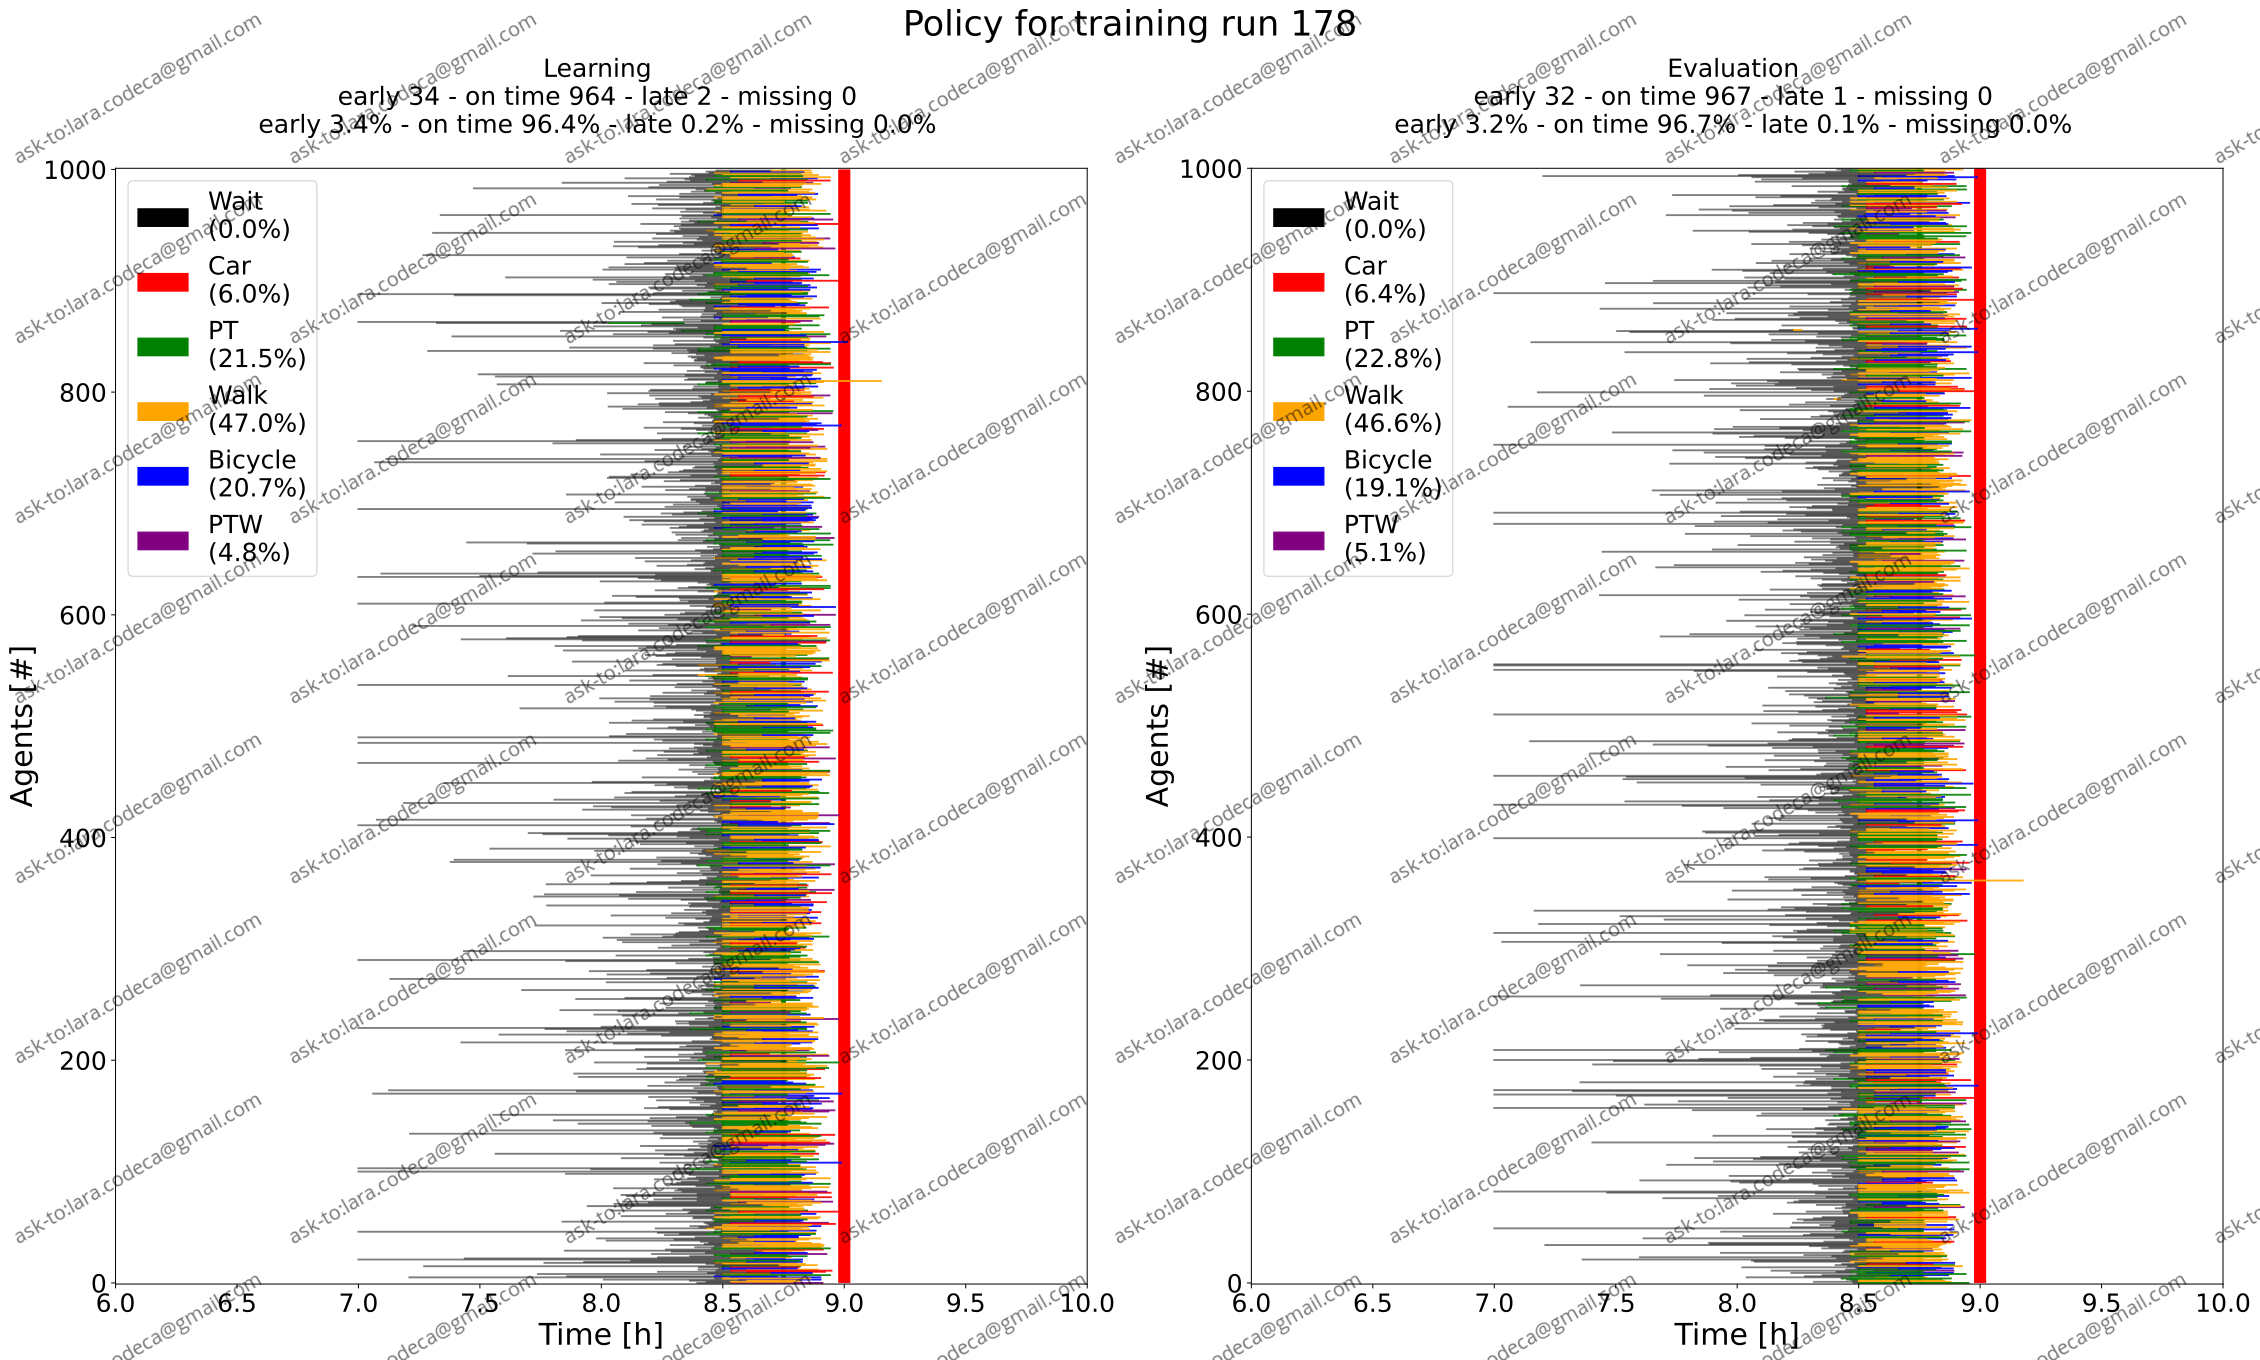 Policy for training run 178
Learning
early 34 - on time 964 - late 2 - missing 0
early 3.4% - on time 96.4% - late 0.2% - missing 0.0%
1000
800
600
400
200
0
Agents [#]
Wait
(0.0%)
Car
(6.0%)
PT
(21.5%)
Walk
(47.0%)
Bicycle
(20.7%)
PTW
(4.8%)
6.0 6.5 7.0 7.5 8.0 8.5 9.0 9.5 10.0
Time [h]
Evaluation
early 32 - on time 967 - late 1 - missing 0
early 3.2% - on time 96.7% - late 0.1% - missing 0.0%
1000
800
600
400
200
0
Agents [#]
Wait
(0.0%)
Car
(6.4%)
PT
(22.8%)
Walk
(46.6%)
Bicycle
(19.1%)
PTW
(5.1%)
6.0 6.5 7.0 7.5 8.0 8.5 9.0 9.5 10.0
Time [h]
ask-to:lara.codeca@gmail.com